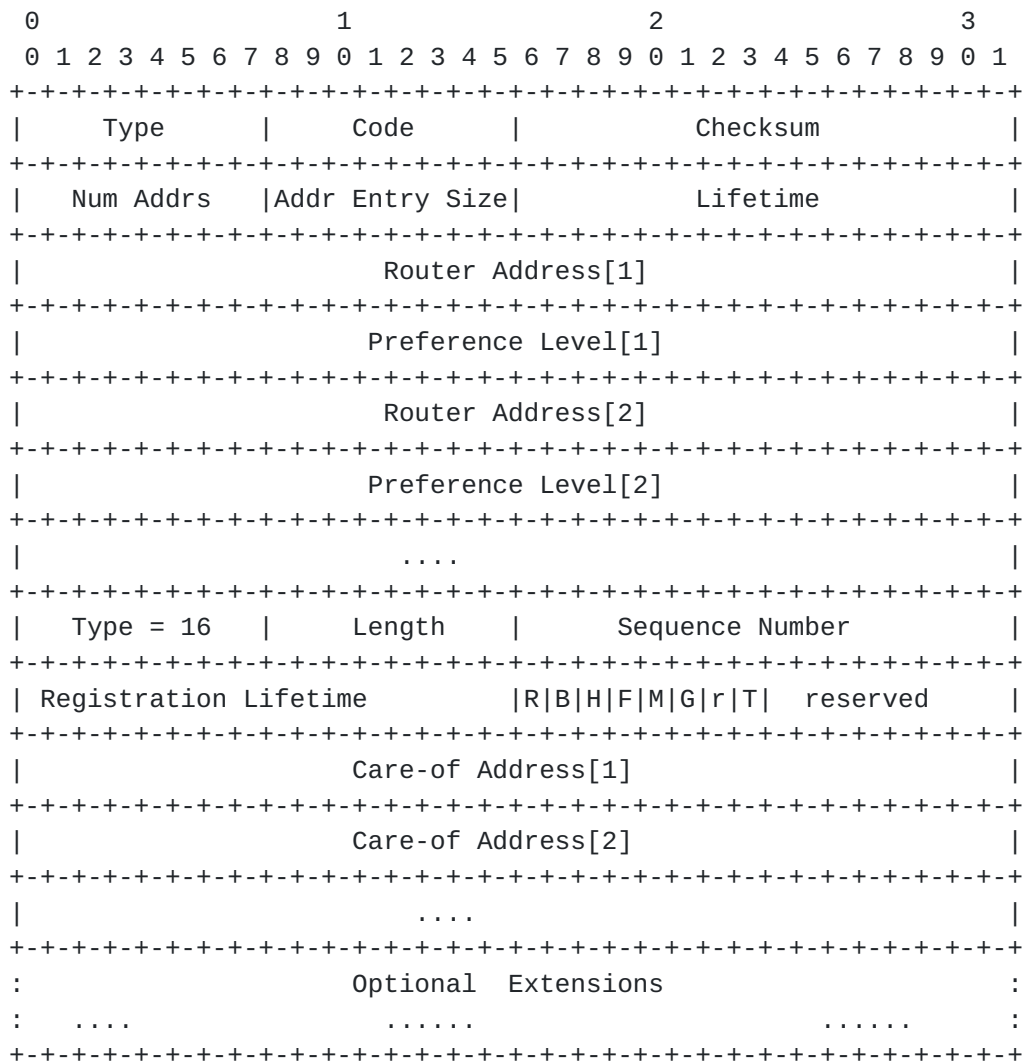 0                   1                   2                   3
 0 1 2 3 4 5 6 7 8 9 0 1 2 3 4 5 6 7 8 9 0 1 2 3 4 5 6 7 8 9 0 1
+-+-+-+-+-+-+-+-+-+-+-+-+-+-+-+-+-+-+-+-+-+-+-+-+-+-+-+-+-+-+-+-+
|     Type      |     Code      |           Checksum            |
+-+-+-+-+-+-+-+-+-+-+-+-+-+-+-+-+-+-+-+-+-+-+-+-+-+-+-+-+-+-+-+-+
|   Num Addrs   |Addr Entry Size|           Lifetime            |
+-+-+-+-+-+-+-+-+-+-+-+-+-+-+-+-+-+-+-+-+-+-+-+-+-+-+-+-+-+-+-+-+
|                       Router Address[1]                       |
+-+-+-+-+-+-+-+-+-+-+-+-+-+-+-+-+-+-+-+-+-+-+-+-+-+-+-+-+-+-+-+-+
|                      Preference Level[1]                      |
+-+-+-+-+-+-+-+-+-+-+-+-+-+-+-+-+-+-+-+-+-+-+-+-+-+-+-+-+-+-+-+-+
|                       Router Address[2]                       |
+-+-+-+-+-+-+-+-+-+-+-+-+-+-+-+-+-+-+-+-+-+-+-+-+-+-+-+-+-+-+-+-+
|                      Preference Level[2]                      |
+-+-+-+-+-+-+-+-+-+-+-+-+-+-+-+-+-+-+-+-+-+-+-+-+-+-+-+-+-+-+-+-+
|                        ....                                   |
+-+-+-+-+-+-+-+-+-+-+-+-+-+-+-+-+-+-+-+-+-+-+-+-+-+-+-+-+-+-+-+-+
|   Type = 16   |     Length    |      Sequence Number          |
+-+-+-+-+-+-+-+-+-+-+-+-+-+-+-+-+-+-+-+-+-+-+-+-+-+-+-+-+-+-+-+-+
| Registration Lifetime         |R|B|H|F|M|G|r|T|  reserved     |
+-+-+-+-+-+-+-+-+-+-+-+-+-+-+-+-+-+-+-+-+-+-+-+-+-+-+-+-+-+-+-+-+
|                     Care-of Address[1]                        |
+-+-+-+-+-+-+-+-+-+-+-+-+-+-+-+-+-+-+-+-+-+-+-+-+-+-+-+-+-+-+-+-+
|                     Care-of Address[2]                        |
+-+-+-+-+-+-+-+-+-+-+-+-+-+-+-+-+-+-+-+-+-+-+-+-+-+-+-+-+-+-+-+-+
|                         ....                                  |
+-+-+-+-+-+-+-+-+-+-+-+-+-+-+-+-+-+-+-+-+-+-+-+-+-+-+-+-+-+-+-+-+
:                     Optional  Extensions                      :
:   ....                ......                      ......      :
+-+-+-+-+-+-+-+-+-+-+-+-+-+-+-+-+-+-+-+-+-+-+-+-+-+-+-+-+-+-+-+-+